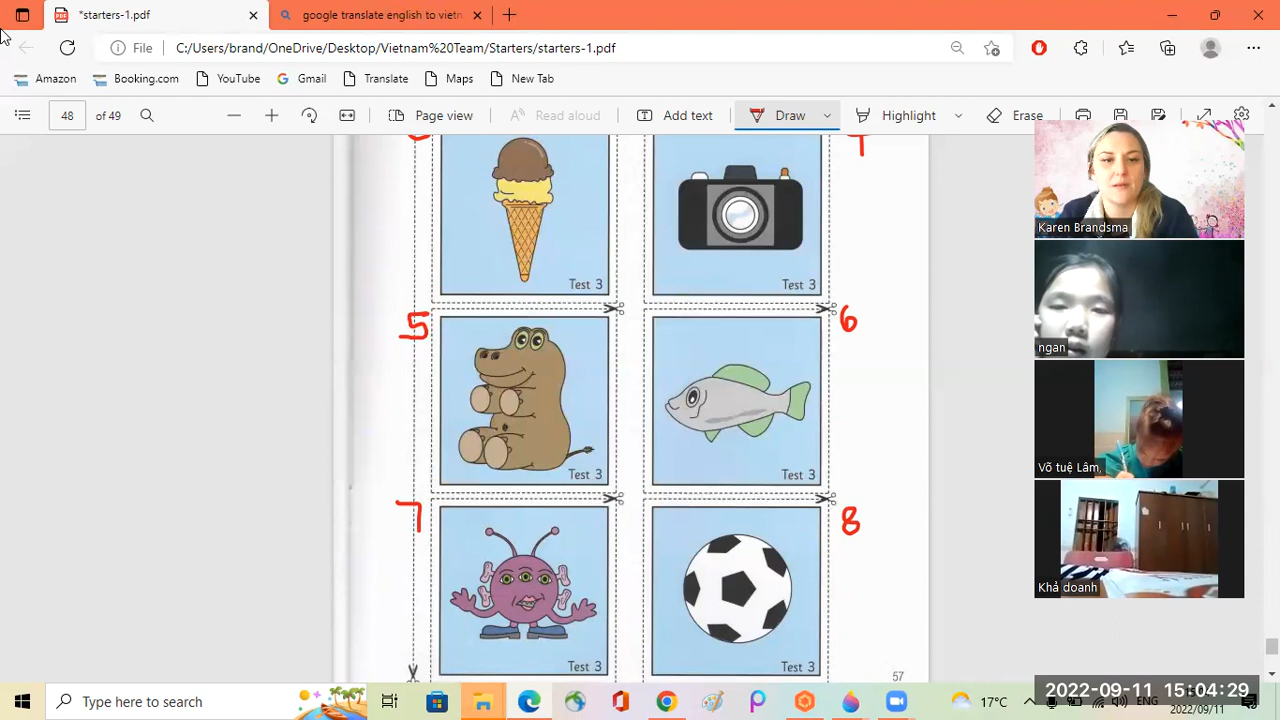 *starters-1.pdf
google translate english to vietn
File
C:/Users/brand/OneDrive/Desktop/Vietnam%20Team/Starters/starters-1.pdf
Amazon
Booking.com
YouTube
Gmail
Translate
Maps
New Tab
48 of 49
Page view
Read aloud
Add text
Draw
Highlight
Erase
Test 3
Test 3
5
6
Test 3
Test 3
7
8
Test 3
Test 3
57
Karen Brandsma
ngan
Võ tuệ Lâm,
Khả doanh
Type here to search
17°C
ENG
2022-09-11 15:04:29
2022/09/11